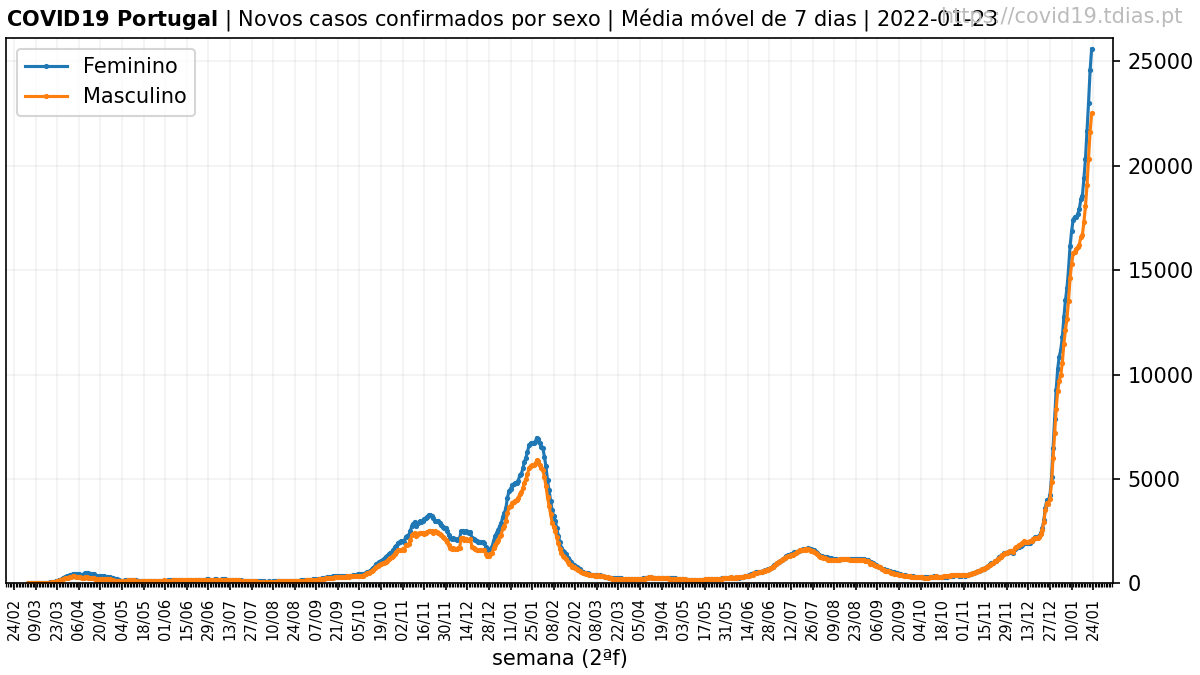 COVID19 Portugal | Novos casos confirmados por sexo | Média móvel de 7 dias | 2022-01-23
https://covid19.tdias.pt
Feminino
Masculino
25000
20000
15000
10000
5000
0
24/02 09/03 23/03 06/04 20/04 04/05 18/05 01/06 15/06 29/06 13/07 27/07 10/08 24/08 07/09 21/09 05/10 19/10 02/11 16/11 30/11 14/12 28/12 11/01 25/01 08/02 22/02 08/03 22/03 05/04 19/04 03/05 17/05 31/05 14/06 28/06 12/07 26/07 09/08 23/08 06/09 20/09 04/10 18/10 01/11 15/11 29/11 13/12 27/12 10/01 24/01
semana (2ªf)